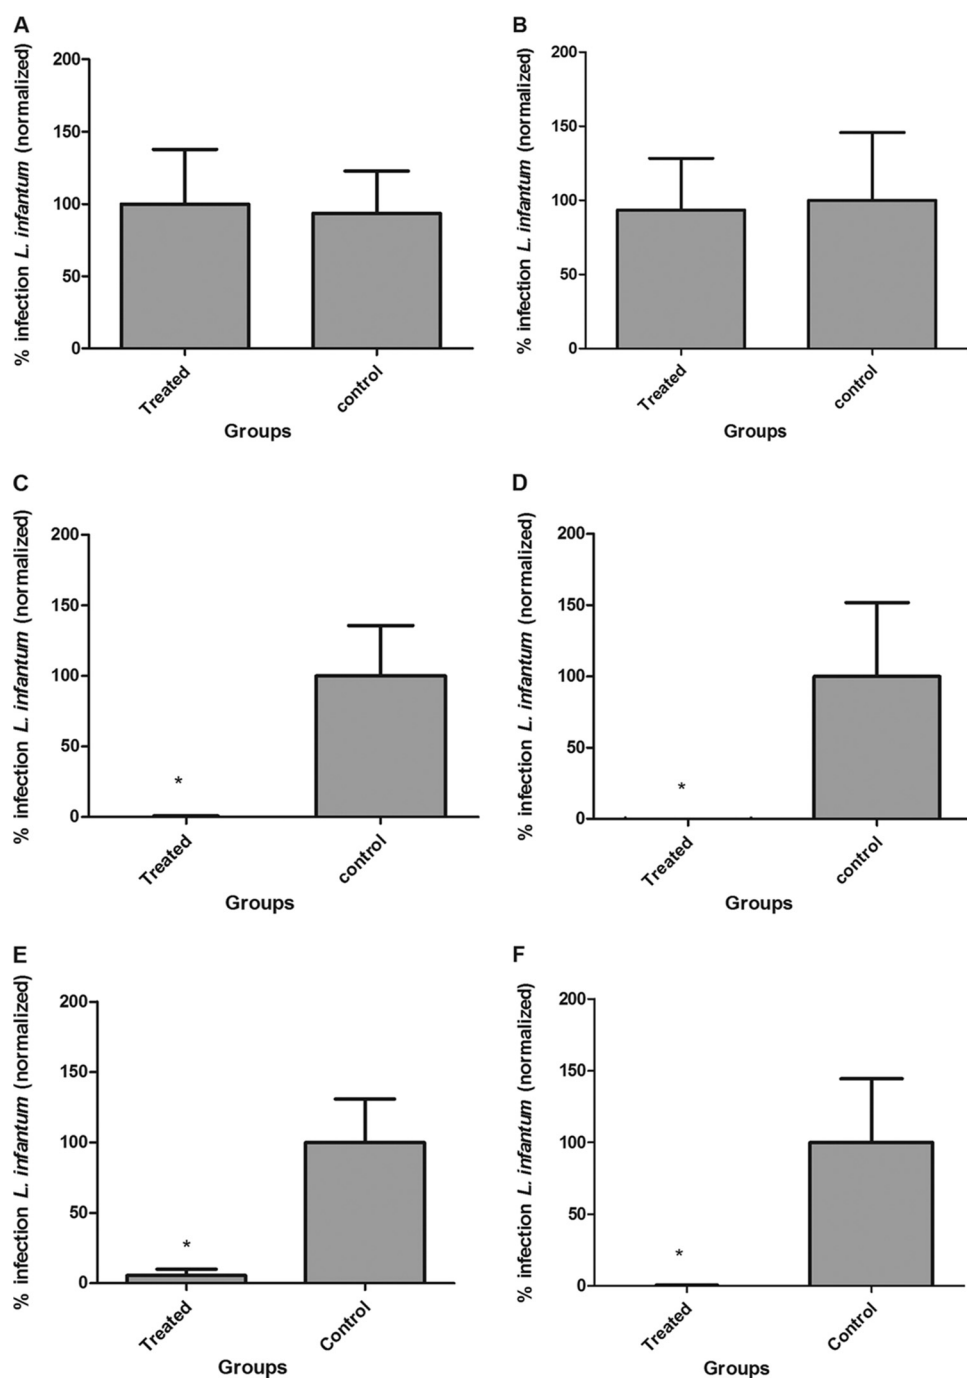 A
% infection L. infantum (normalized)
200
150
100
50
0
Treated
control
Groups
B
% infection L. infantum (normalized)
200
150
100
50
0
Treated
control
Groups
C
% infection L. infantum (normalized)
200
150
100
50
0
*
Treated
control
Groups
D
% infection L. infantum (normalized)
200
150
100
50
0
*
Treated
control
Groups
E
% infection L. infantum (normalized)
200
150
100
50
0
*
Treated
Control
Groups
F
% infection L. infantum (normalized)
200
150
100
50
0
*
Treated
Control
Groups